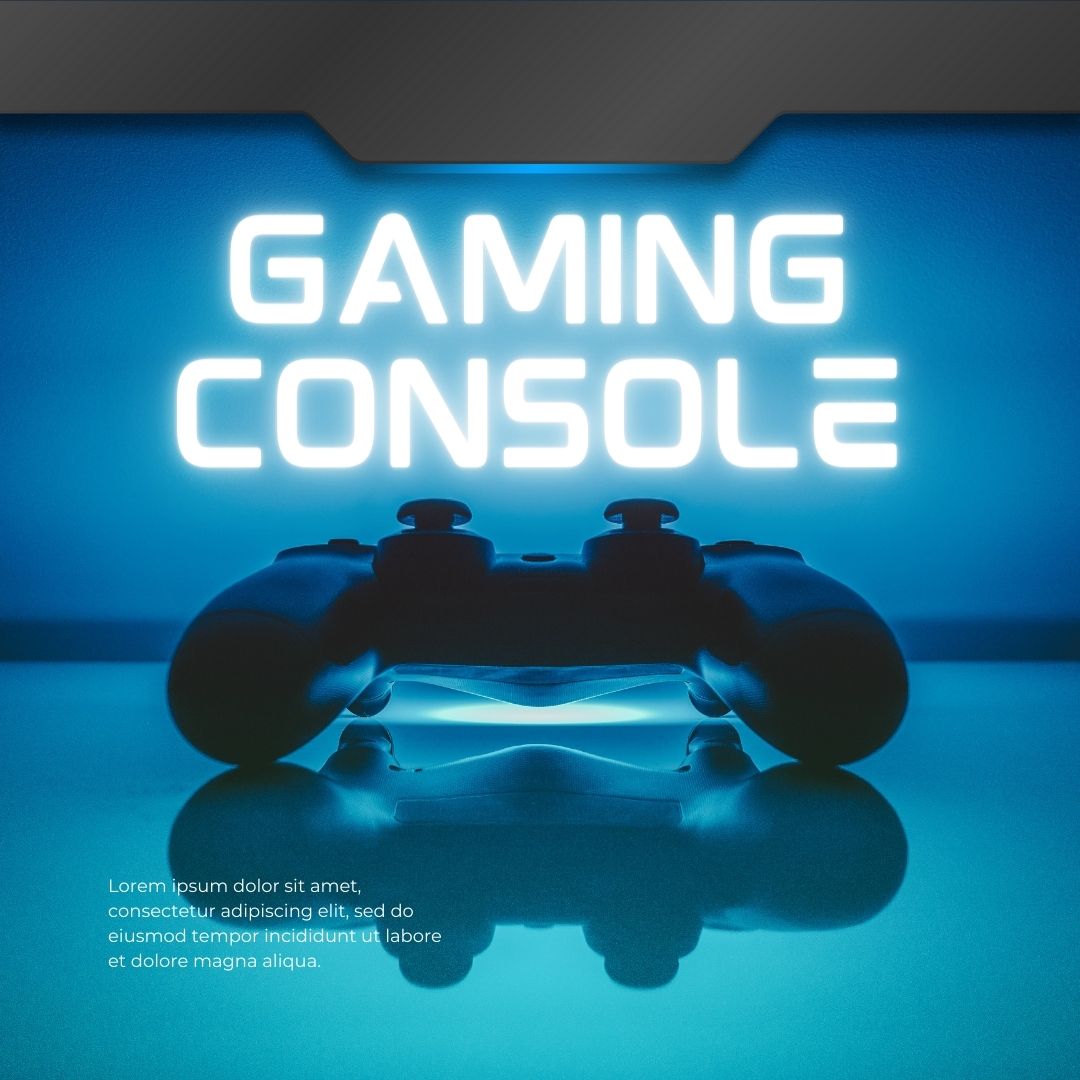 GAMING
CONSOLE
Lorem ipsum dolor sit amet,
consectetur adipiscing elit, sed do
eiusmod tempor incididunt ut labore
et dolore magna aliqua.